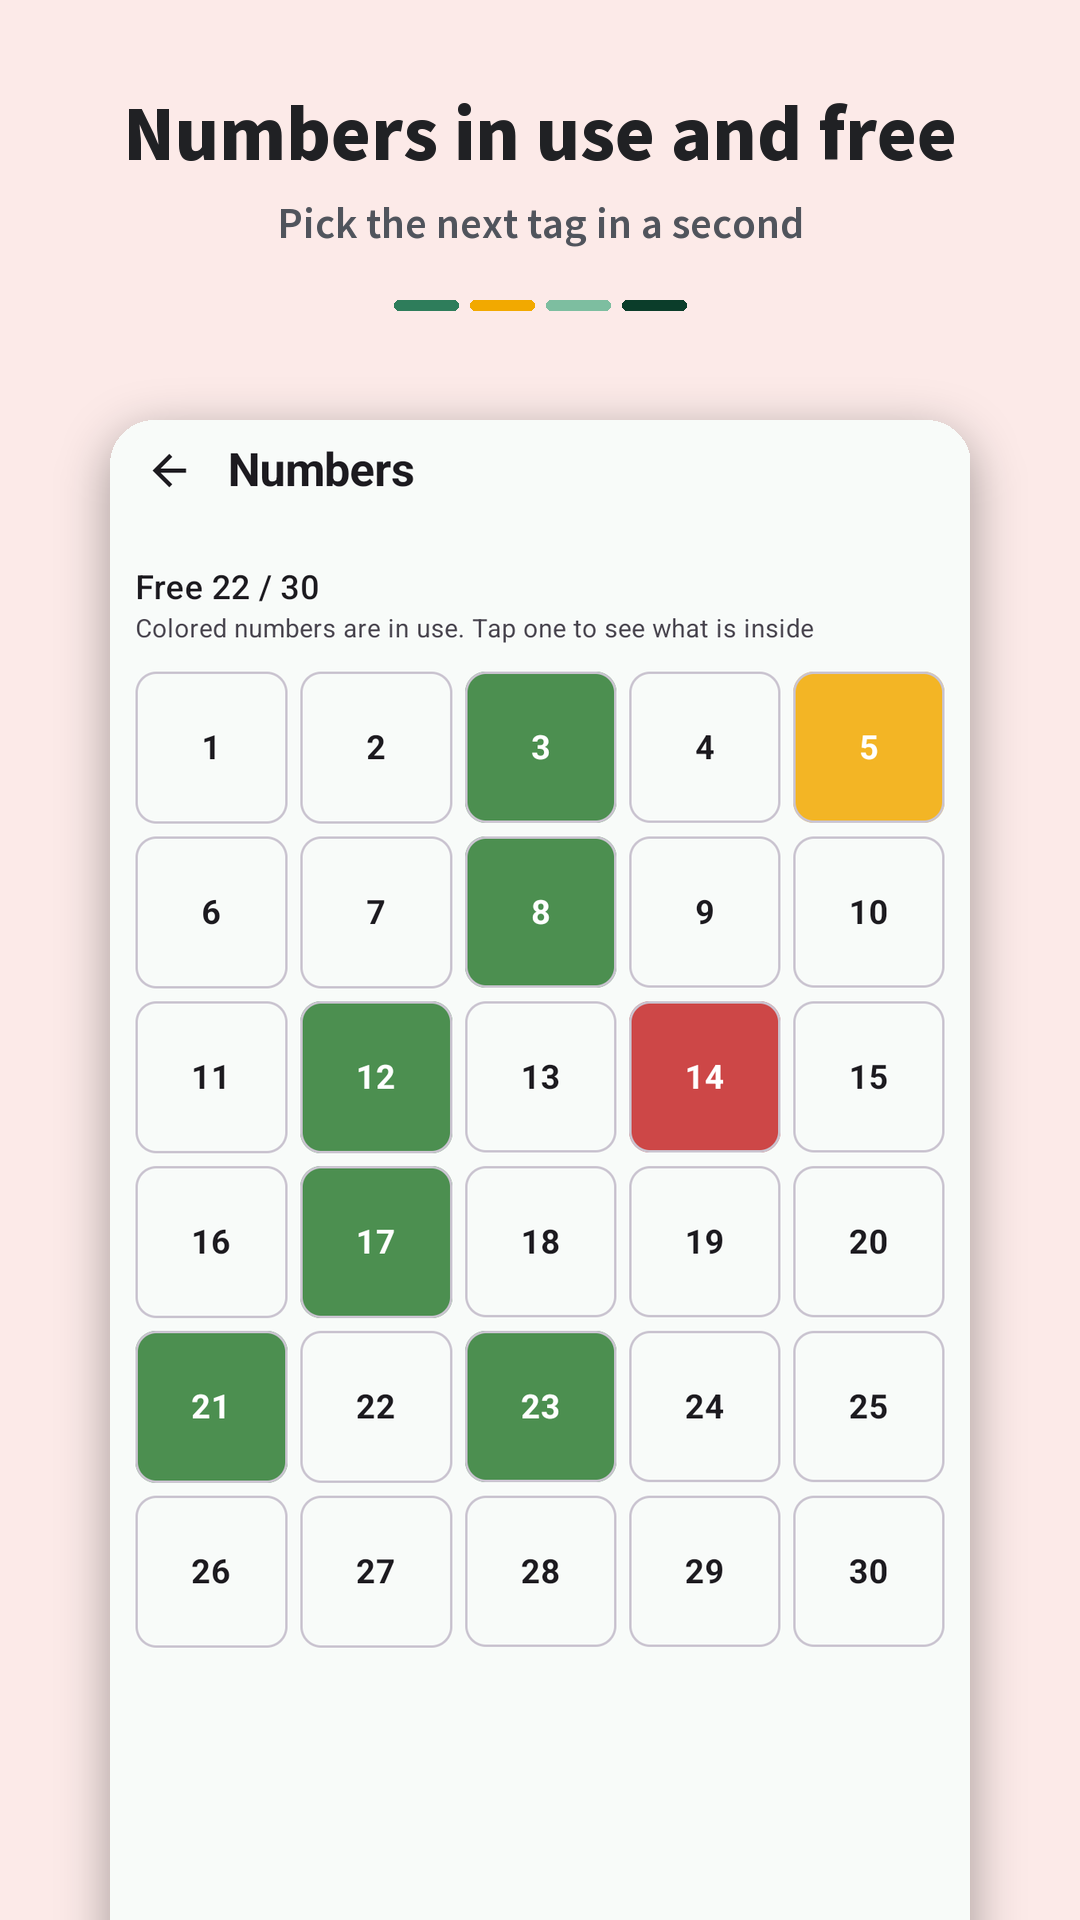 Numbers in use and free
Pick the next tag in a second
Numbers
Free 22 / 30
Colored numbers are in use. Tap one to see what is inside
1 2 3 4 5
6 7 8 9 10
11 12 13 14 15
16 17 18 19 20
21 22 23 24 25
26 27 28 29 30